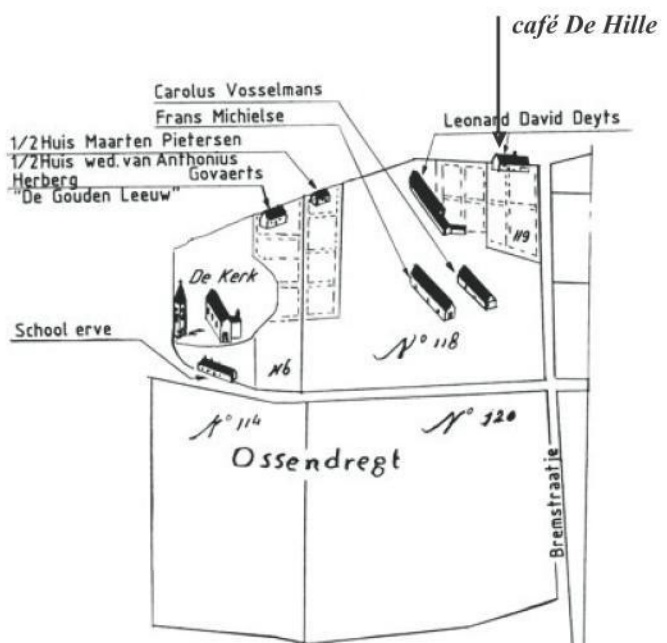 café De Hille
Carolus Vosselmans
Frans Michielse
Leonard David Deyts
1/2 Huis Maarten Pietersen
1/2 Huis wed. van Anthonius
Herberg Govaerts
"De Gouden Leeuw"
119
De Kerk
N° 118
School erve
116
N° 114
N° 120
Ossendregt
Bremstraatje